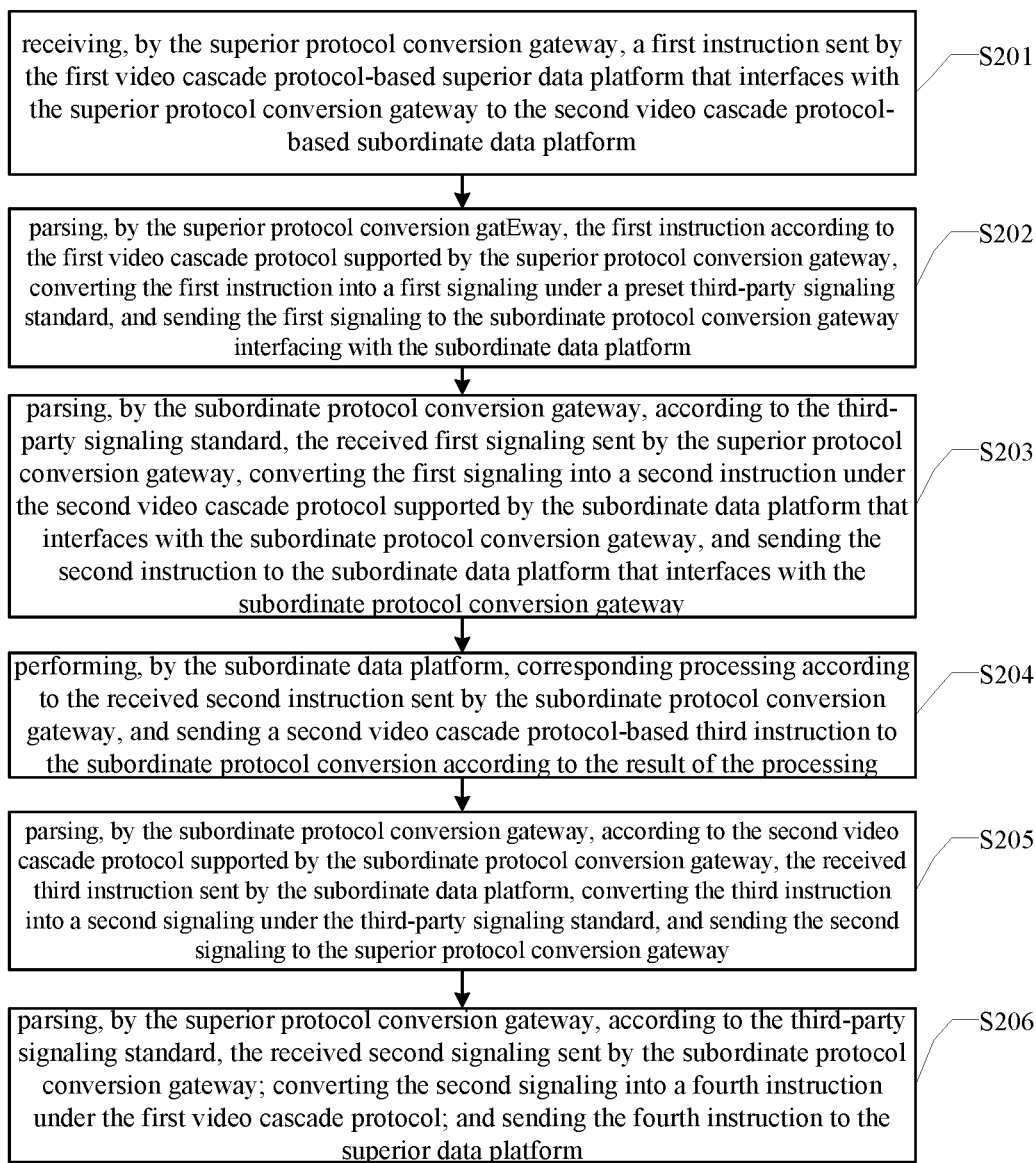 receiving, by the superior protocol conversion gateway, a first instruction sent by
the first video cascade protocol-based superior data platform that interfaces with
the superior protocol conversion gateway to the second video cascade protocol-
based subordinate data platform
S201
parsing, by the superior protocol conversion gatEway, the first instruction according to
the first video cascade protocol supported by the superior protocol conversion gateway,
converting the first instruction into a first signaling under a preset third-party signaling
standard, and sending the first signaling to the subordinate protocol conversion gateway
interfacing with the subordinate data platform
S202
parsing, by the subordinate protocol conversion gateway, according to the third-
party signaling standard, the received first signaling sent by the superior protocol
conversion gateway, converting the first signaling into a second instruction under
the second video cascade protocol supported by the subordinate data platform that
interfaces with the subordinate protocol conversion gateway, and sending the
second instruction to the subordinate data platform that interfaces with the
subordinate protocol conversion gateway
S203
performing, by the subordinate data platform, corresponding processing according
to the received second instruction sent by the subordinate protocol conversion
gateway, and sending a second video cascade protocol-based third instruction to
the subordinate protocol conversion according to the result of the processing
S204
parsing, by the subordinate protocol conversion gateway, according to the second video
cascade protocol supported by the subordinate protocol conversion gateway, the received
third instruction sent by the subordinate data platform, converting the third instruction
into a second signaling under the third-party signaling standard, and sending the second
signaling to the superior protocol conversion gateway
S205
parsing, by the superior protocol conversion gateway, according to the third-party
signaling standard, the received second signaling sent by the subordinate protocol
conversion gateway; converting the second signaling into a fourth instruction
under the first video cascade protocol; and sending the fourth instruction to the
superior data platform
S206